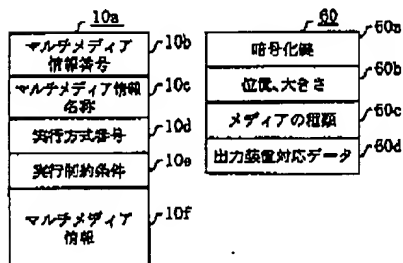 10a
マルチメディア
情報番号
10b
マルチメディア情報
名称
10c
実行方式番号
10d
実行制約条件
10e
マルチメディア
情報
10f
60
暗号化鍵
60a
位置、大きさ
60b
メディアの種類
60c
出力装置対応データ
60d